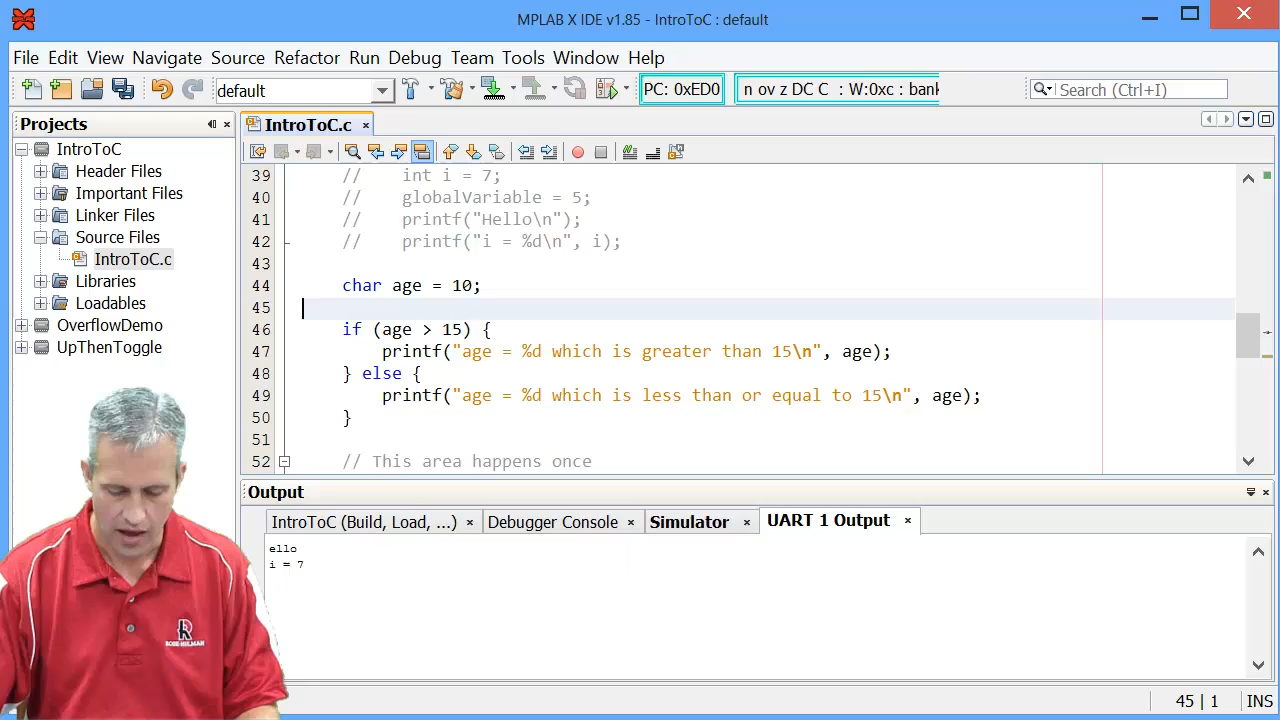 MPLAB X IDE v1.85 - IntroToC : default
File Edit View Navigate Source Refactor Run Debug Team Tools Window Help
default
PC: 0xED0
n ov z DC C : W:0xc : bank
Search (Ctrl+I)
Projects
IntroToC
Header Files
Important Files
Linker Files
Source Files
IntroToC.c
Libraries
Loadables
OverflowDemo
UpThenToggle
IntroToC.c
39 // int i = 7;
40 // globalVariable = 5;
41 // printf("Hello\n");
42 // printf("i = %d\n", i);
43
44 char age = 10;
45
46 if (age > 15) {
47 printf("age = %d which is greater than 15\n", age);
48 } else {
49 printf("age = %d which is less than or equal to 15\n", age);
50 }
51
52 // This area happens once
Output
IntroToC (Build, Load, ...) Debugger Console Simulator UART 1 Output
ello
i = 7
ROSE-HULMAN
45 | 1 INS